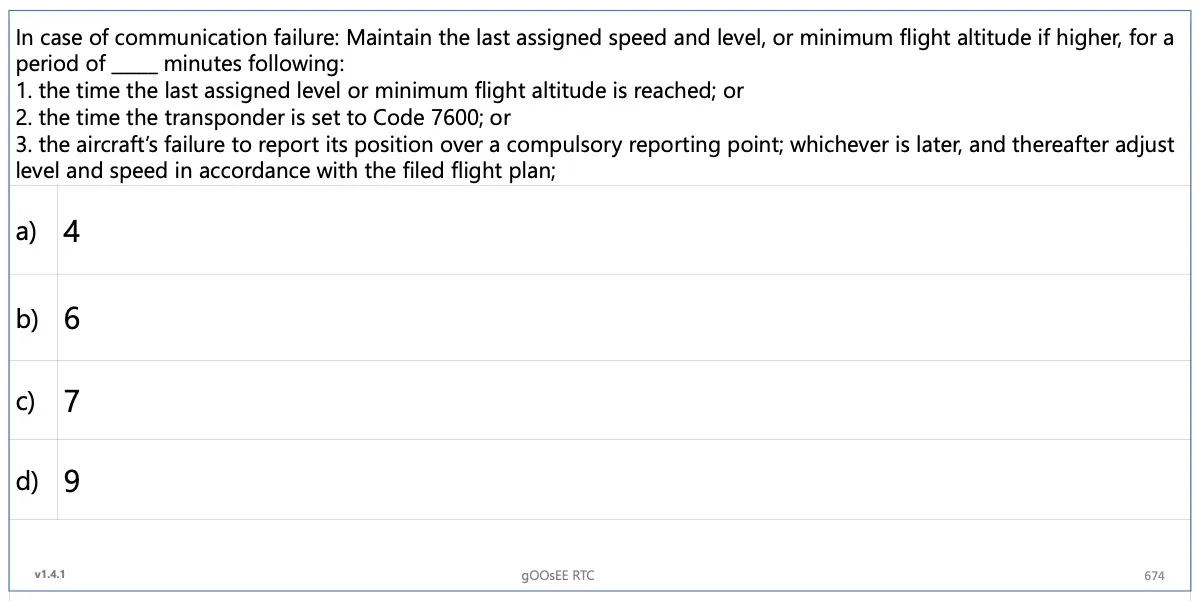 In case of communication failure: Maintain the last assigned speed and level, or minimum flight altitude if higher, for a
period of _____ minutes following:
1. the time the last assigned level or minimum flight altitude is reached; or
2. the time the transponder is set to Code 7600; or
3. the aircraft’s failure to report its position over a compulsory reporting point; whichever is later, and thereafter adjust
level and speed in accordance with the filed flight plan;
a) 4
b) 6
c) 7
d) 9
v1.4.1 gOOsEE RTC 674